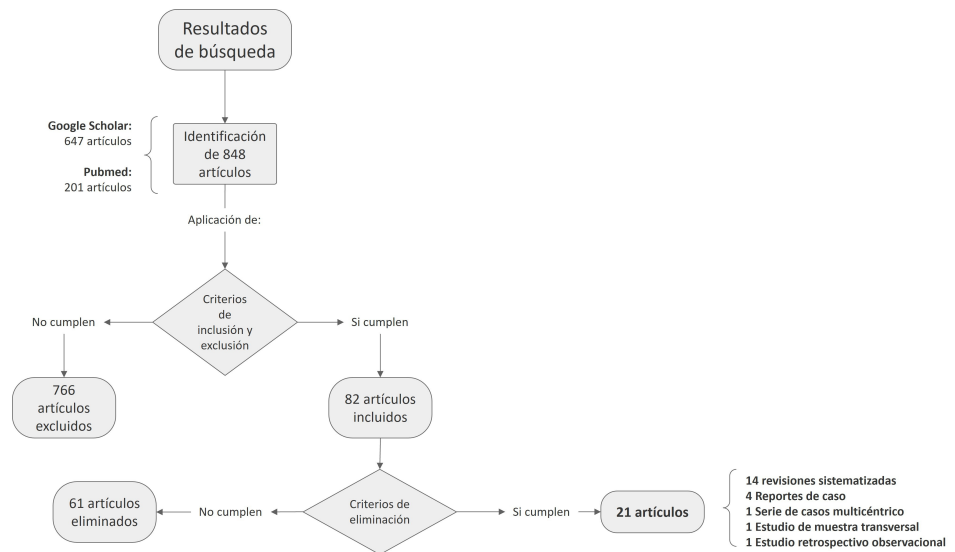 Resultados
de búsqueda
Google Scholar:
647 artículos
Pubmed:
201 artículos
Identificación
de 848
artículos
Aplicación de:
Criterios
de
inclusión y
exclusión
No cumplen
Si cumplen
766
artículos
excluidos
82 artículos
incluidos
61 artículos
eliminados
No cumplen
Criterios de
eliminación
Si cumplen
21 artículos
14 revisiones sistematizadas
4 Reportes de caso
1 Serie de casos multicéntrico
1 Estudio de muestra transversal
1 Estudio retrospectivo observacional